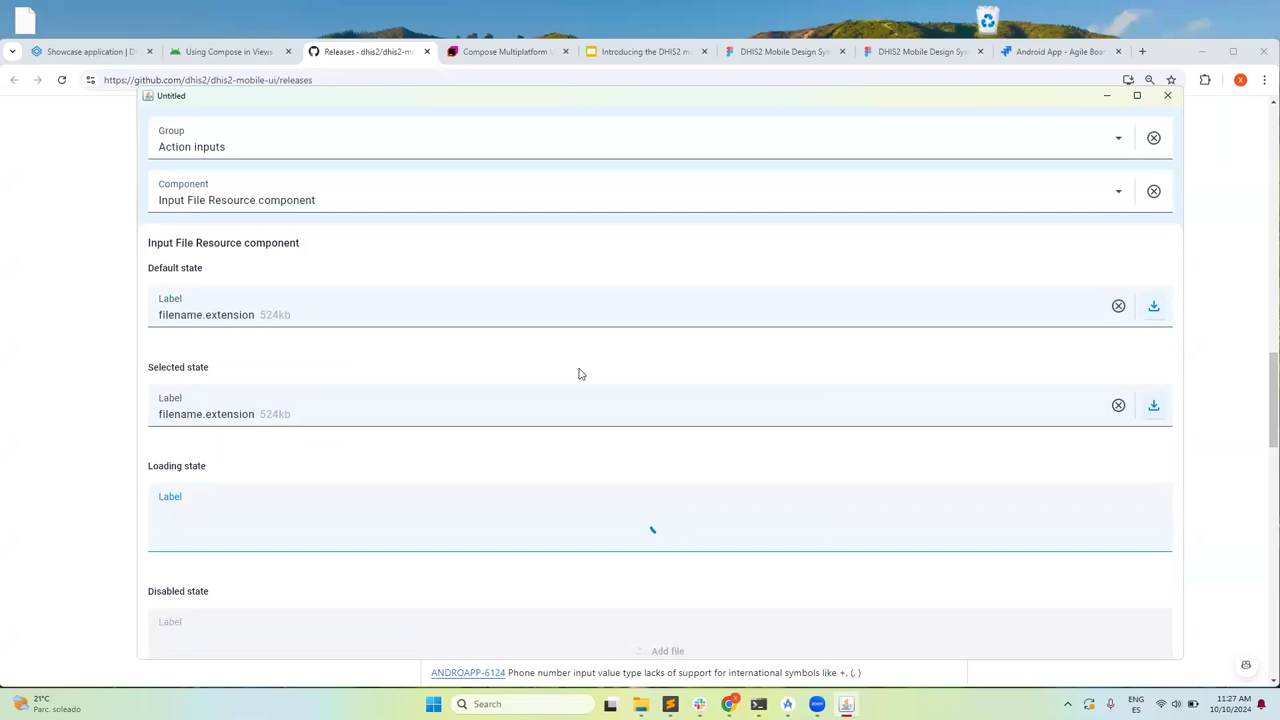 Showcase application | D
Using Compose in Views
Releases · dhis2/dhis2-mo
Compose Multiplatform U
Introducing the DHIS2 m
DHIS2 Mobile Design Sys
DHIS2 Mobile Design Sys
Android App - Agile Boa
https://github.com/dhis2/dhis2-mobile-ui/releases
X
Untitled
Group
Action inputs
Component
Input File Resource component
Input File Resource component
Default state
Label
filename.extension 524kb
Selected state
Label
filename.extension 524kb
Loading state
Label
Disabled state
Label
Add file
ANDROAPP-6124 Phone number input value type lacks of support for international symbols like +, (, )
21°C
Parc. soleado
Search
zoom
ENG
ES
11:27 AM
10/10/2024